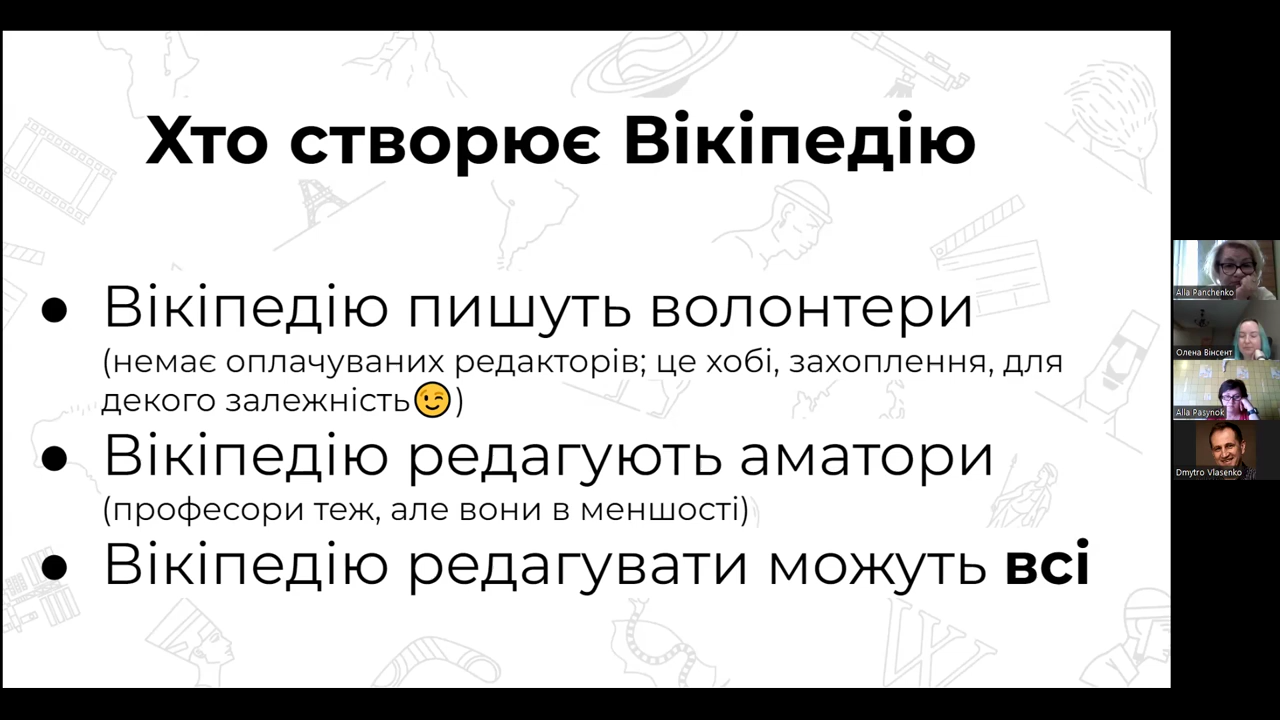 Хто створює Вікіпедію
● Вікіпедію пишуть волонтери
(немає оплачуваних редакторів; це хобі, захоплення, для
декого залежність😉)
● Вікіпедію редагують аматори
(професори теж, але вони в меншості)
● Вікіпедію редагувати можуть всі
Alla Panchenko
Олена Вінсент
Alla Pasynok
Dmytro Vlasenko